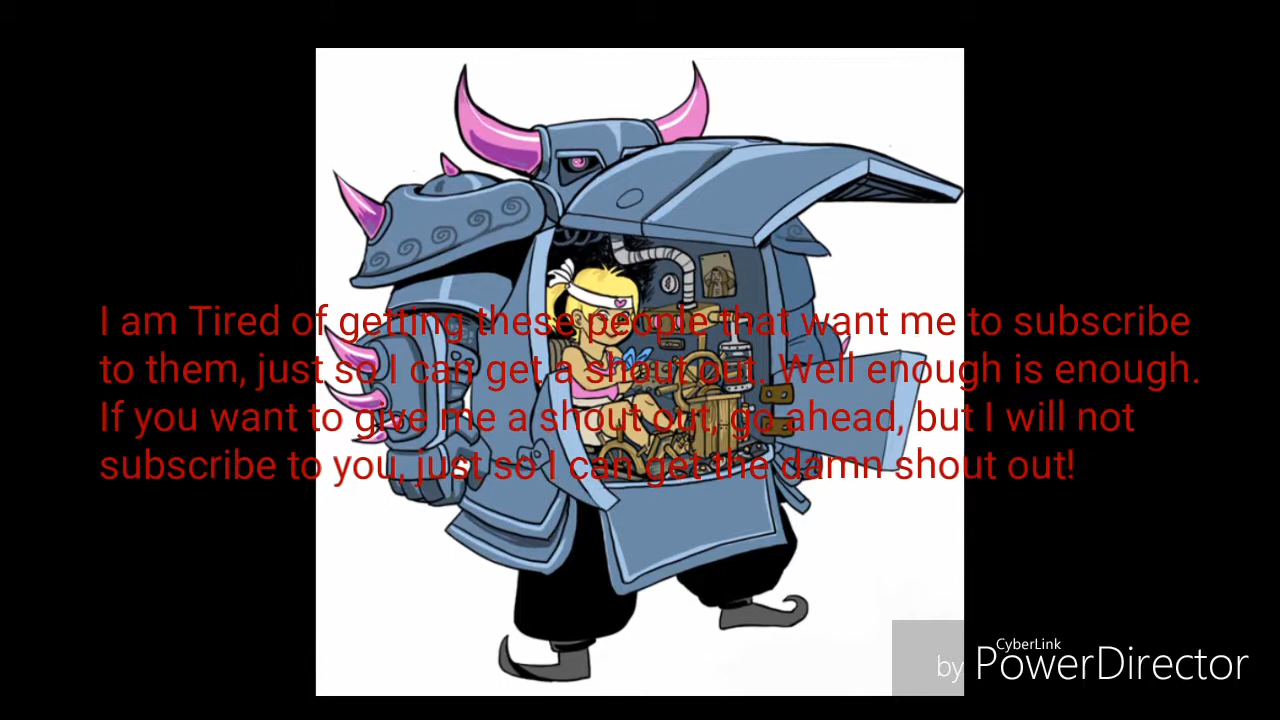 I am Tired of getting these people that want me to subscribe
to them, just so I can get a shout out. Well enough is enough.
If you want to give me a shout out, go ahead, but I will not
subscribe to you, just so I can get the damn shout out!
CyberLink
by PowerDirector